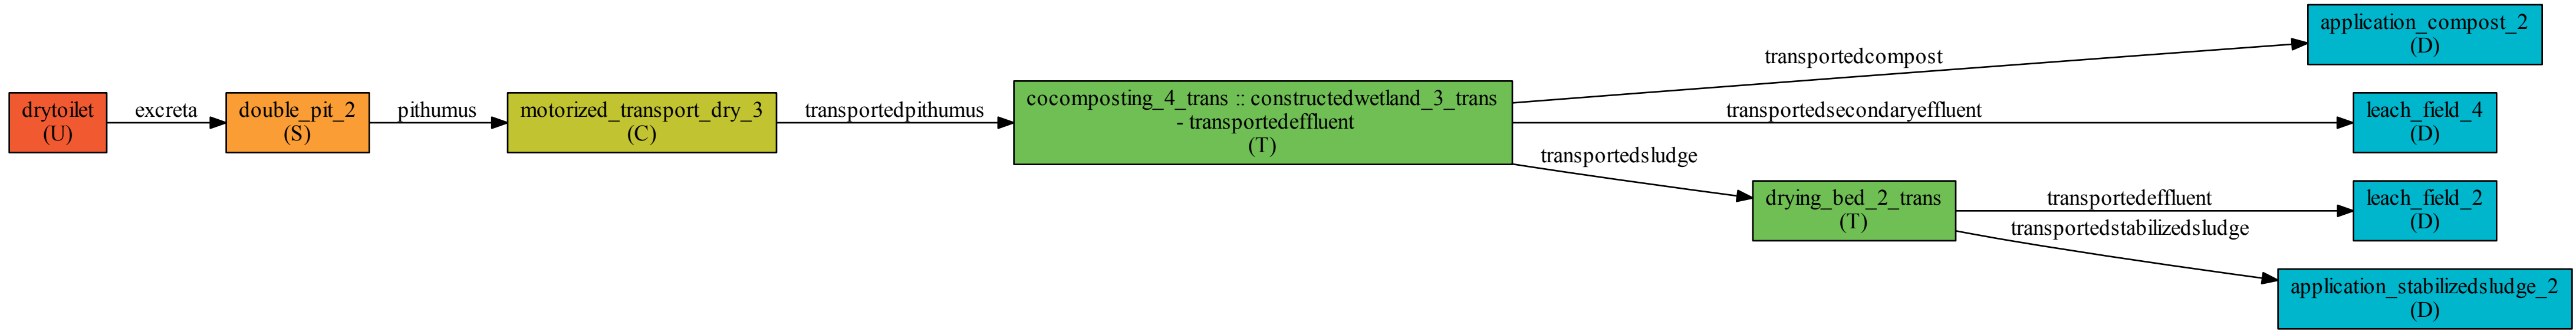 drytoilet
(U)
excreta
double_pit_2
(S)
pithumus
motorized_transport_dry_3
(C)
transportedpithumus
cocomposting_4_trans :: constructedwetland_3_trans
- transportedeffluent
(T)
transportedcompost
application_compost_2
(D)
transportedsecondaryeffluent
leach_field_4
(D)
transportedsludge
drying_bed_2_trans
(T)
transportedeffluent
leach_field_2
(D)
transportedstabilizedsludge
application_stabilizedsludge_2
(D)